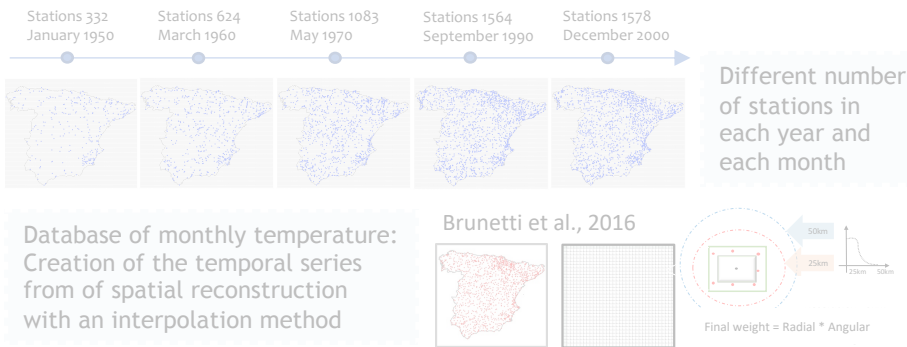 Stations 332
January 1950
Stations 624
March 1960
Stations 1083
May 1970
Stations 1564
September 1990
Stations 1578
December 2000
Different number
of stations in
each year and
each month
Database of monthly temperature:
Creation of the temporal series
from of spatial reconstruction
with an interpolation method
Brunetti et al., 2016
50km
25km
25km
50km
Final weight = Radial * Angular